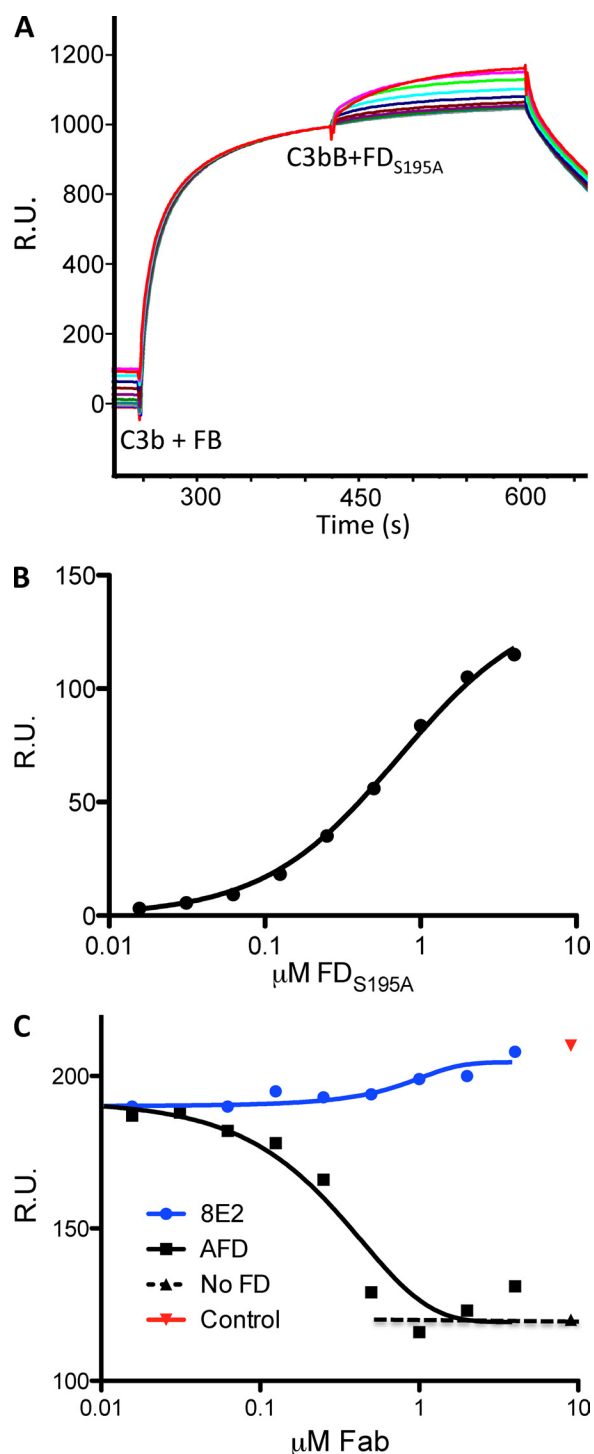 A
1200
1000
800
400
200
0
R.U.
C3bB+FDS195A
C3b + FB
300
450
600
Time (s)
B
150
100
50
0
R.U.
0.01
0.1
1
10
μM FDS195A
C
200
150
100
R.U.
8E2
AFD
No FD
Control
0.01
0.1
1
10
μM Fab